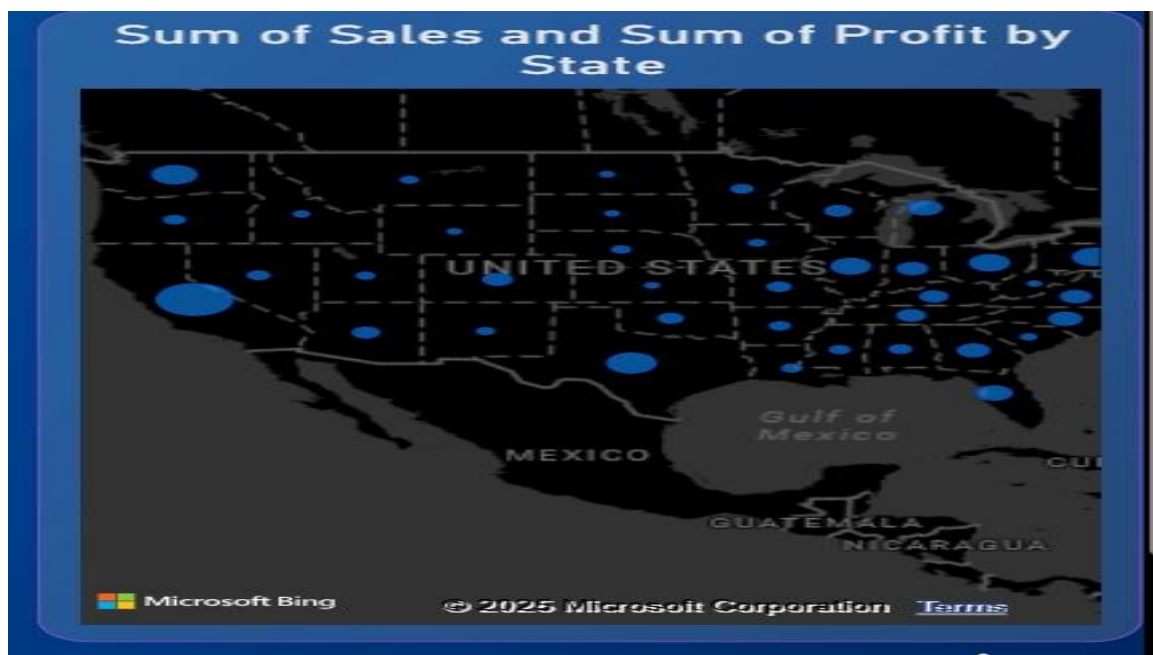 Sum of Sales and Sum of Profit by
State
UNITED STATES
Gulf of
Mexico
MEXICO
CU
GUATEMALA
NICARAGUA
Microsoft Bing
© 2025 Microsoft Corporation Terms